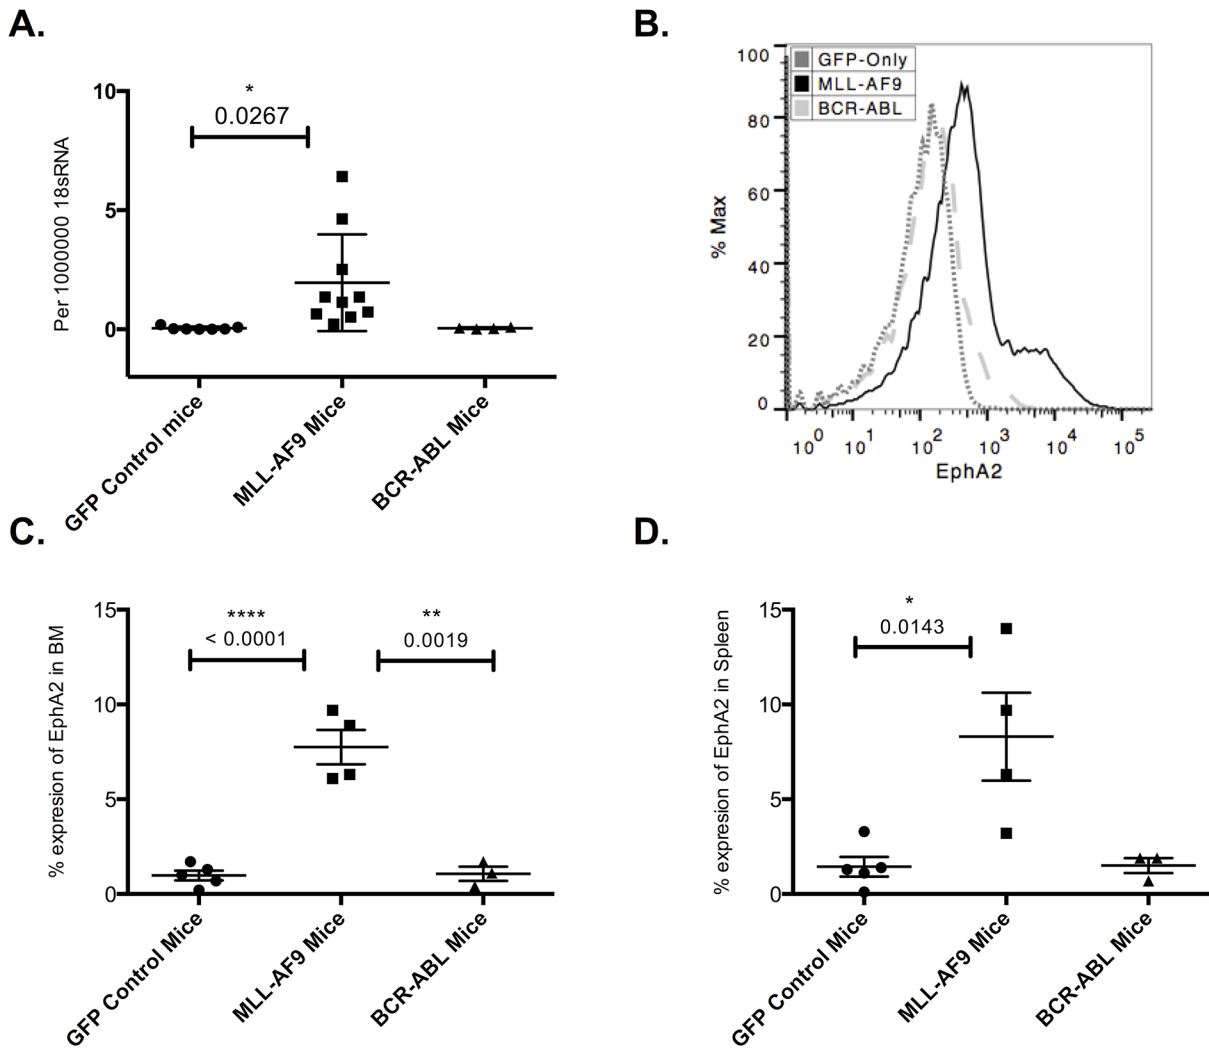 A.
*
0.0267
10
5
0
Per 1000000 18sRNA
GFP Control mice
MLL-AF9 Mice
BCR-ABL Mice
B.
GFP-Only
MLL-AF9
BCR-ABL
100
80
60
40
20
0
% Max
10^0 10^1 10^2 10^3 10^4 10^5
EphA2
C.
****
< 0.0001
**
0.0019
15
10
5
0
% expresion of EphA2 in BM
GFP Control Mice
MLL-AF9 Mice
BCR-ABL Mice
D.
*
0.0143
15
10
5
0
% expresion of EphA2 in Spleen
GFP Control Mice
MLL-AF9 Mice
BCR-ABL Mice